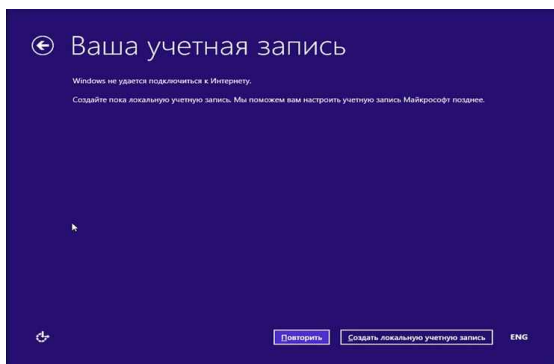 Ваша учетная запись
Windows не удается подключиться к Интернету.
Создайте пока локальную учетную запись. Мы поможем вам настроить учетную запись Майкрософт позднее.
Повторить
Создать локальную учетную запись
ENG